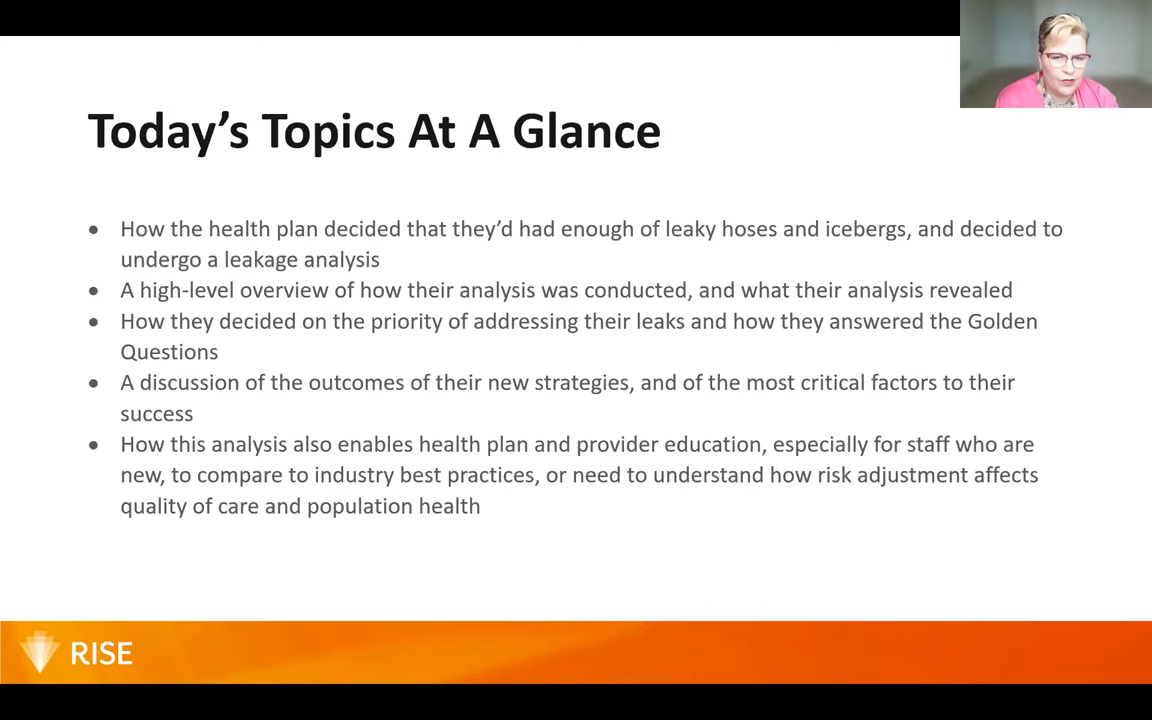 Today's Topics At A Glance
● How the health plan decided that they'd had enough of leaky hoses and icebergs, and decided to
undergo a leakage analysis
● A high-level overview of how their analysis was conducted, and what their analysis revealed
● How they decided on the priority of addressing their leaks and how they answered the Golden
Questions
● A discussion of the outcomes of their new strategies, and of the most critical factors to their
success
● How this analysis also enables health plan and provider education, especially for staff who are
new, to compare to industry best practices, or need to understand how risk adjustment affects
quality of care and population health
RISE